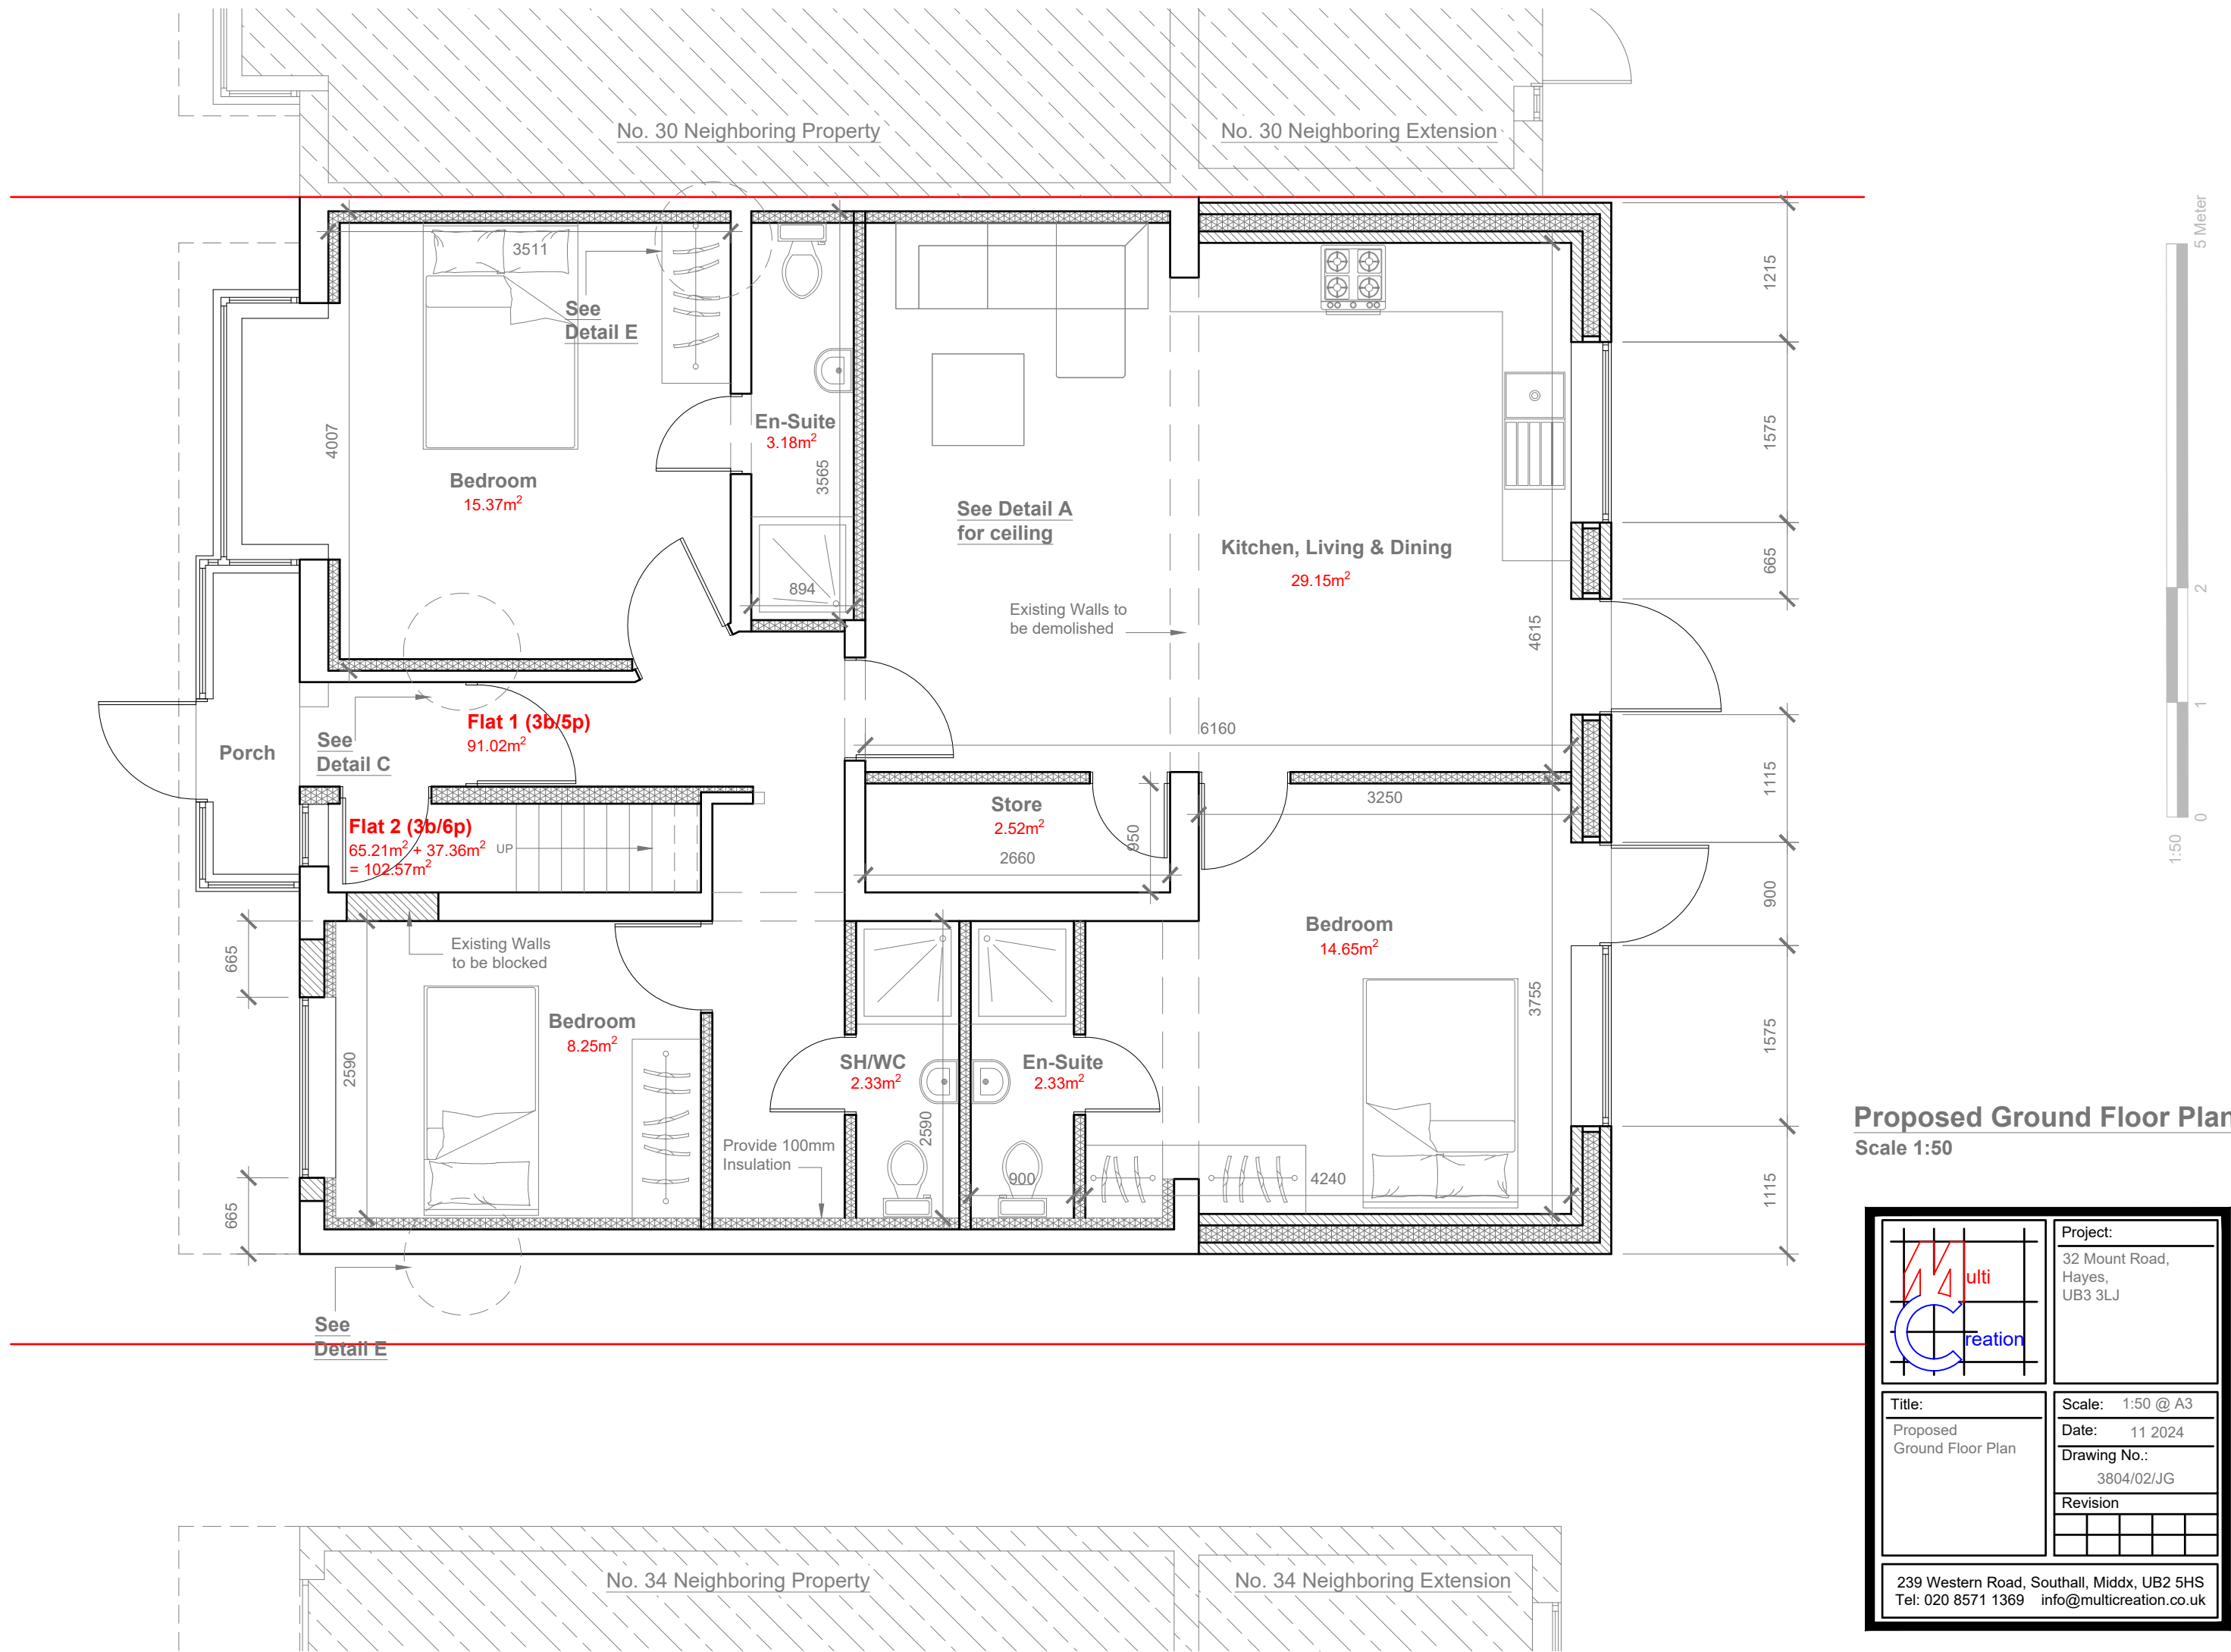 No. 30 Neighboring Property
No. 30 Neighboring Extension
3511
See
Detail E
4007
Bedroom
15.37m²
En-Suite
3.18m²
3565
894
See Detail A
for ceiling
Existing Walls to
be demolished
Kitchen, Living & Dining
29.15m²
4615
6160
1215
1575
665
1115
900
1575
1115
5 Meter
2
1
0
1:50
Porch
See
Detail C
Flat 1 (3b/5p)
91.02m²
Flat 2 (3b/6p)
65.21m² + 37.36m²
= 102.57m²
UP
Store
2.52m²
2660
950
3250
665
2590
665
Existing Walls
to be blocked
Bedroom
8.25m²
Provide 100mm
Insulation
SH/WC
2.33m²
2590
En-Suite
2.33m²
900
4240
Bedroom
14.65m²
3755
See
Detail E
No. 34 Neighboring Property
No. 34 Neighboring Extension
Proposed Ground Floor Plan
Scale 1:50
Multi
Creation
Project:
32 Mount Road,
Hayes,
UB3 3LJ
Title:
Proposed
Ground Floor Plan
Scale: 1:50 @ A3
Date: 11 2024
Drawing No.:
3804/02/JG
Revision
239 Western Road, Southall, Middx, UB2 5HS
Tel: 020 8571 1369 info@multicreation.co.uk